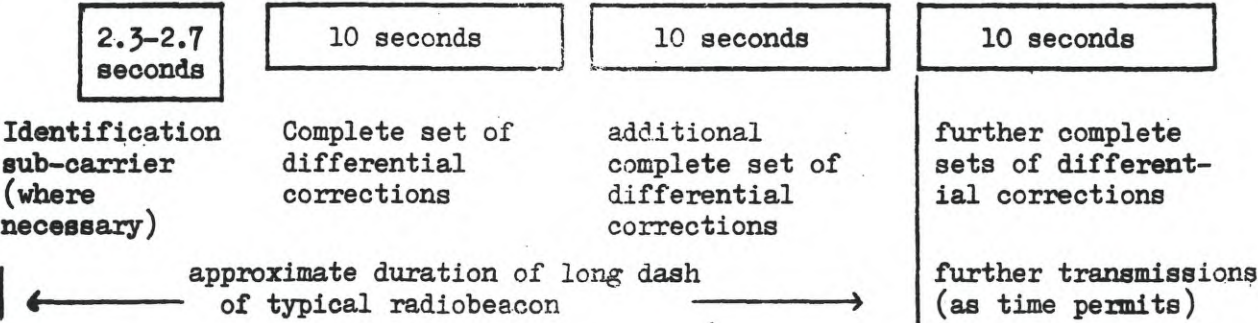 2.3-2.7
seconds
10 seconds
10 seconds
10 seconds
Identification
sub-carrier
(where
necessary)
Complete set of
differential
corrections
additional
complete set of
differential
corrections
further complete
sets of different-
ial corrections
approximate duration of long dash
of typical radiobeacon
further transmissions
(as time permits)